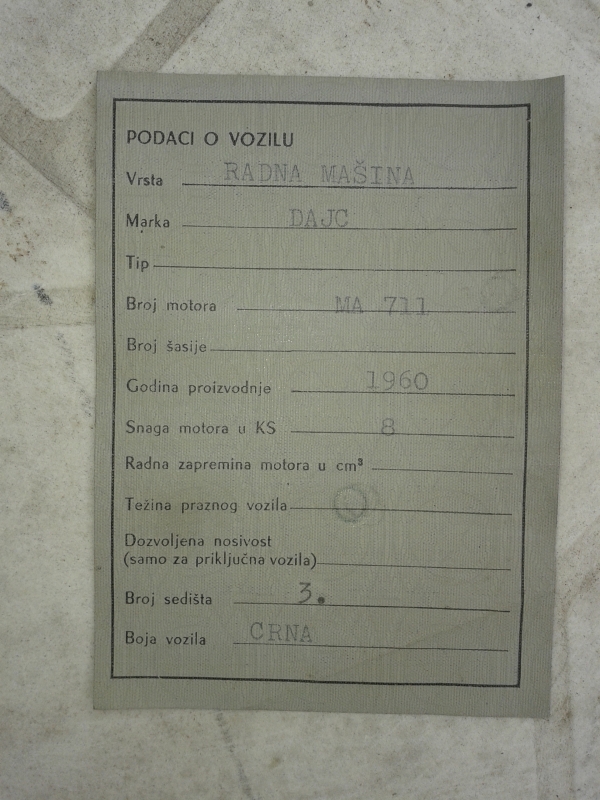 PODACI O VOZILU
Vrsta RADNA MAŠINA
Marka DAJC
Tip
Broj motora MA 711
Broj šasije
Godina proizvodnje 1960
Snaga motora u KS 8
Radna zapremina motora u cm³
Težina praznog vozila
Dozvoljena nosivost
(samo za priključna vozila)
Broj sedišta 3.
Boja vozila CRNA